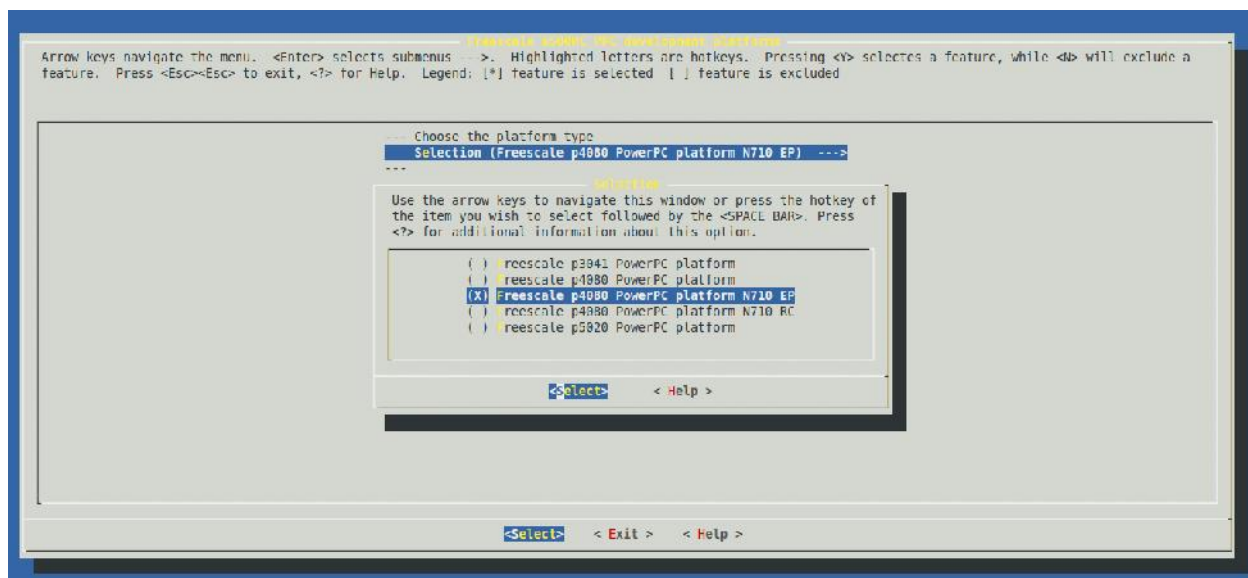 Freescale e500MC PPC development platforms
Arrow keys navigate the menu. <Enter> selects submenus --->. Highlighted letters are hotkeys. Pressing <Y> selectes a feature, while <N> will exclude a
feature. Press <Esc><Esc> to exit, <?> for Help. Legend: [*] feature is selected [ ] feature is excluded
--- Choose the platform type
Selection (Freescale p4080 PowerPC platform N710 EP) --->
---
Selection
Use the arrow keys to navigate this window or press the hotkey of
the item you wish to select followed by the <SPACE BAR>. Press
<?> for additional information about this option.
( ) Freescale p3041 PowerPC platform
( ) Freescale p4080 PowerPC platform
(X) Freescale p4080 PowerPC platform N710 EP
( ) Freescale p4080 PowerPC platform N710 RC
( ) Freescale p5020 PowerPC platform
<Select> < Help >
<Select> < Exit > < Help >